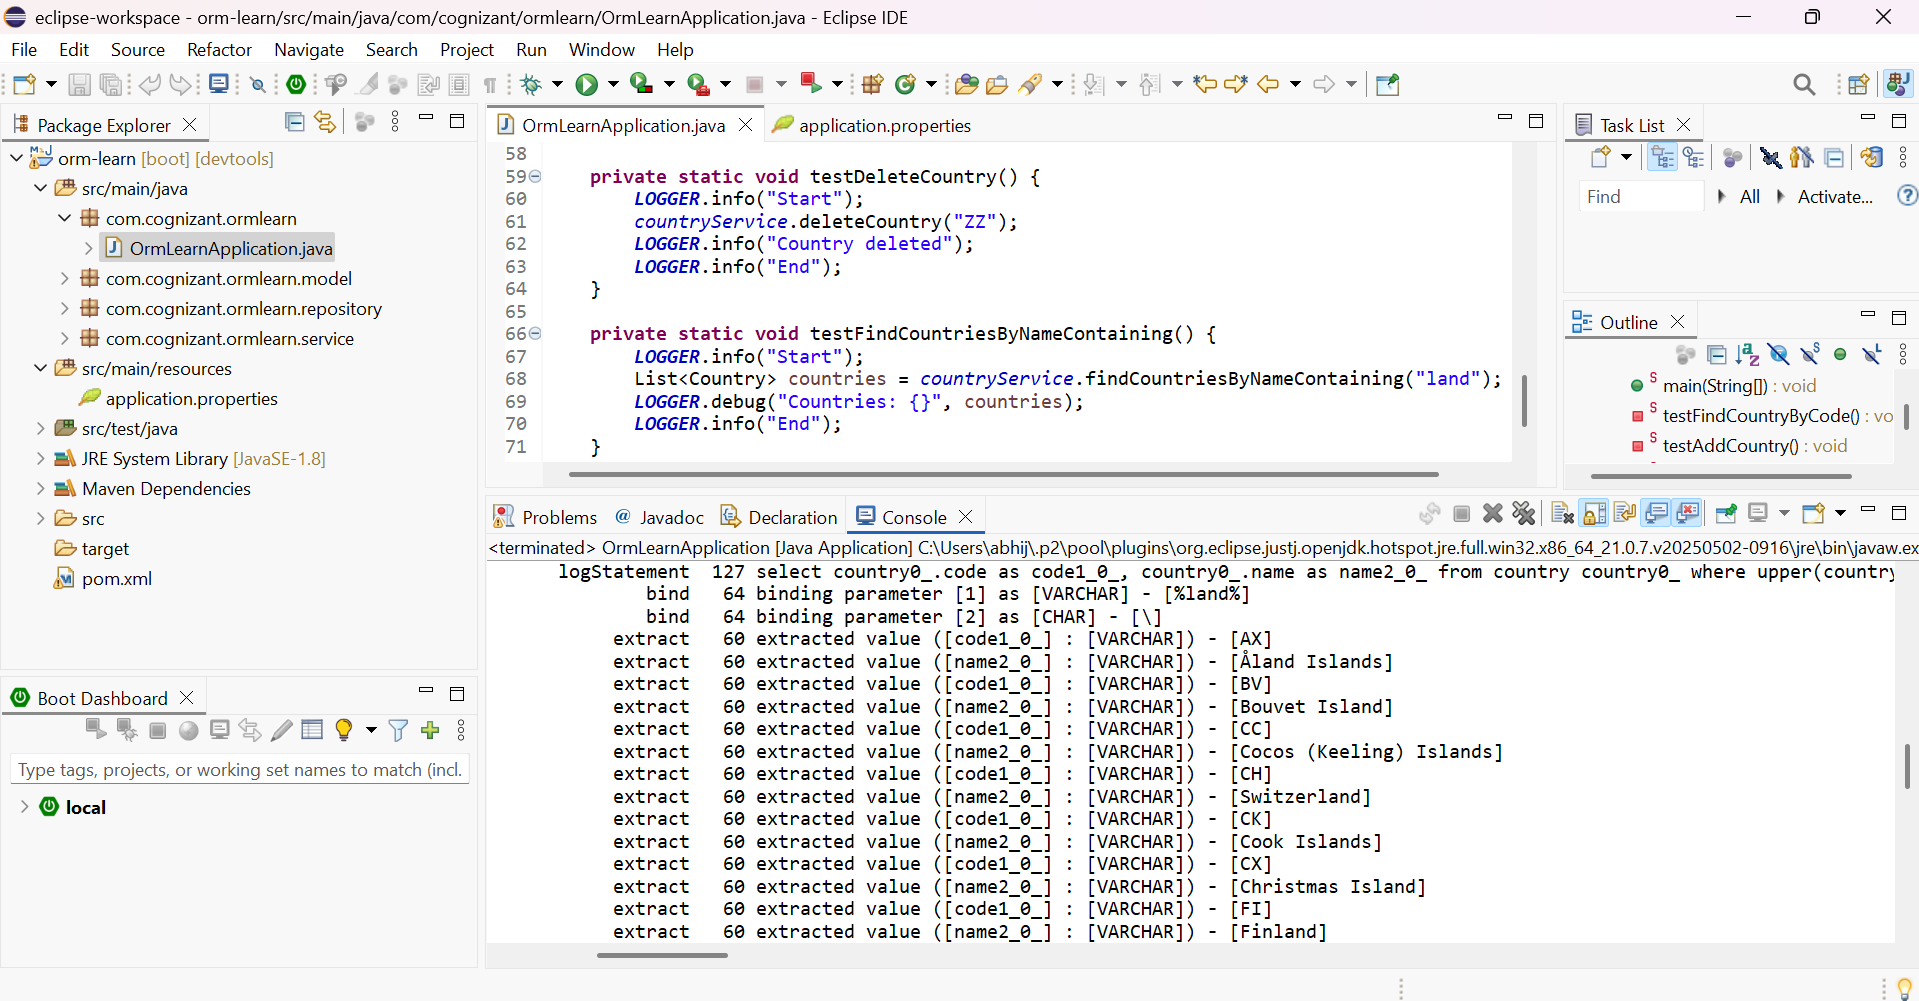 eclipse-workspace - orm-learn/src/main/java/com/cognizant/ormlearn/OrmLearnApplication.java - Eclipse IDE
File Edit Source Refactor Navigate Search Project Run Window Help
Package Explorer
orm-learn [boot] [devtools]
src/main/java
com.cognizant.ormlearn
OrmLearnApplication.java
com.cognizant.ormlearn.model
com.cognizant.ormlearn.repository
com.cognizant.ormlearn.service
src/main/resources
application.properties
src/test/java
JRE System Library [JavaSE-1.8]
Maven Dependencies
src
target
pom.xml
Boot Dashboard
Type tags, projects, or working set names to match (incl.
local
OrmLearnApplication.java application.properties
58
59 private static void testDeleteCountry() {
60 LOGGER.info("Start");
61 countryService.deleteCountry("ZZ");
62 LOGGER.info("Country deleted");
63 LOGGER.info("End");
64 }
65
66 private static void testFindCountriesByNameContaining() {
67 LOGGER.info("Start");
68 List<Country> countries = countryService.findCountriesByNameContaining("land");
69 LOGGER.debug("Countries: {}", countries);
70 LOGGER.info("End");
71 }
Task List
Find All Activate...
Outline
main(String[]) : void
testFindCountryByCode() : vo
testAddCountry() : void
Problems Javadoc Declaration Console
<terminated> OrmLearnApplication [Java Application] C:\Users\abhij\.p2\pool\plugins\org.eclipse.justj.openjdk.hotspot.jre.full.win32.x86_64_21.0.7.v20250502-0916\jre\bin\javaw.ex
logStatement 127 select country0_.code as code1_0_, country0_.name as name2_0_ from country country0_ where upper(country
bind 64 binding parameter [1] as [VARCHAR] - [%land%]
bind 64 binding parameter [2] as [CHAR] - [\]
extract 60 extracted value ([code1_0_] : [VARCHAR]) - [AX]
extract 60 extracted value ([name2_0_] : [VARCHAR]) - [Åland Islands]
extract 60 extracted value ([code1_0_] : [VARCHAR]) - [BV]
extract 60 extracted value ([name2_0_] : [VARCHAR]) - [Bouvet Island]
extract 60 extracted value ([code1_0_] : [VARCHAR]) - [CC]
extract 60 extracted value ([name2_0_] : [VARCHAR]) - [Cocos (Keeling) Islands]
extract 60 extracted value ([code1_0_] : [VARCHAR]) - [CH]
extract 60 extracted value ([name2_0_] : [VARCHAR]) - [Switzerland]
extract 60 extracted value ([code1_0_] : [VARCHAR]) - [CK]
extract 60 extracted value ([name2_0_] : [VARCHAR]) - [Cook Islands]
extract 60 extracted value ([code1_0_] : [VARCHAR]) - [CX]
extract 60 extracted value ([name2_0_] : [VARCHAR]) - [Christmas Island]
extract 60 extracted value ([code1_0_] : [VARCHAR]) - [FI]
extract 60 extracted value ([name2_0_] : [VARCHAR]) - [Finland]